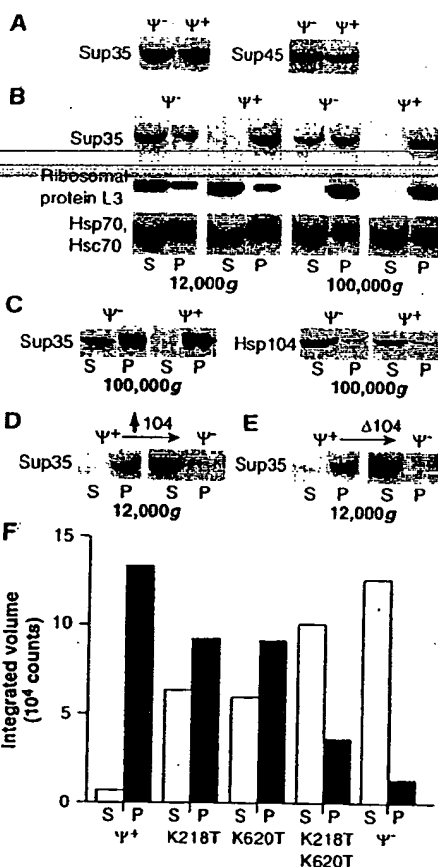 A
Ψ- Ψ+ Ψ- Ψ+
Sup35 Sup45
B
Ψ- Ψ+ Ψ- Ψ+
Sup35
Ribosomal
protein L3
Hsp70,
Hsc70
S P S P S P S P
12,000g 100,000g
C
Ψ- Ψ+ Ψ- Ψ+
Sup35 Hsp104
S P S P S P S P
100,000g 100,000g
D E
Ψ+ 104 Ψ- Ψ+ Δ104 Ψ-
Sup35 Sup35
S P S P S P S P
12,000g 12,000g
F
Integrated volume
(10⁴ counts)
15
10
5
0
S P S P S P S P S P
Ψ+ K218T K620T K218T Ψ-
K620T